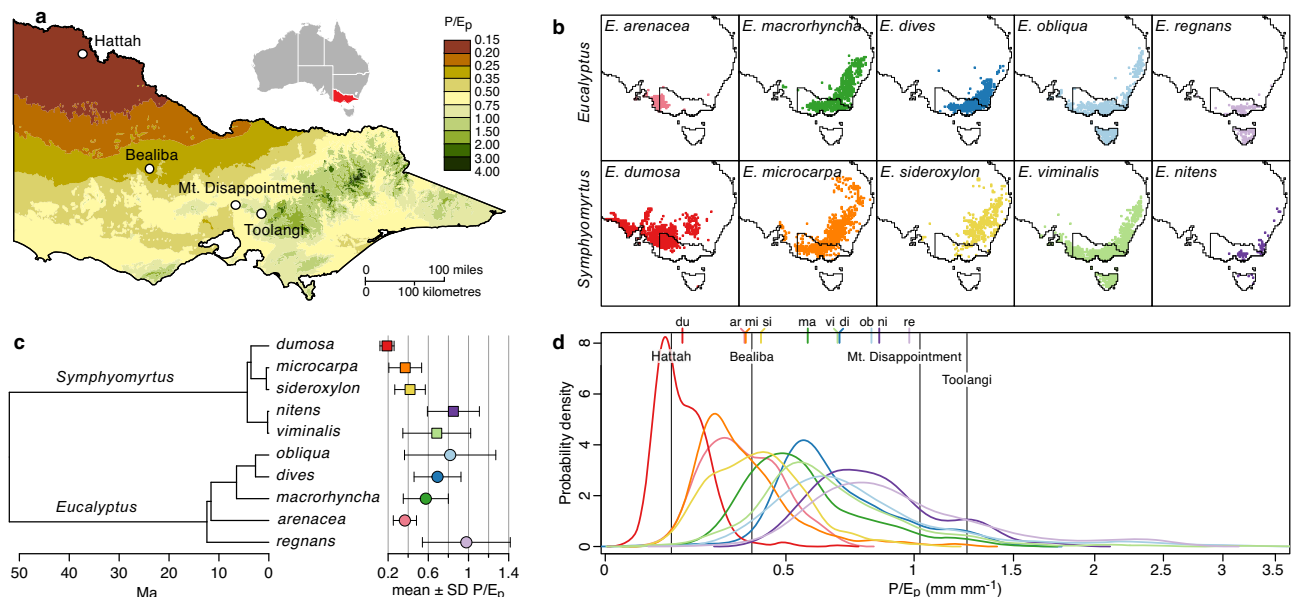 a
Hattah
Bealiba
Mt. Disappointment
Toolangi
0 100 miles
0 100 kilometres
P/Ep
0.15
0.20
0.25
0.35
0.50
0.75
1.00
1.50
2.00
3.00
4.00
b
Eucalyptus
E. arenacea E. macrorhyncha E. dives E. obliqua E. regnans
Symphyomyrtus
E. dumosa E. microcarpa E. sideroxylon E. viminalis E. nitens
c
Symphyomyrtus
Eucalyptus
dumosa
microcarpa
sideroxylon
nitens
viminalis
obliqua
dives
macrorhyncha
arenacea
regnans
50 40 30 20 10 0
Ma
0.2 0.6 1 1.4
mean ± SD P/Ep
d
du ar mi si ma vi di ob ni re
Hattah Bealiba Mt. Disappointment
Toolangi
Probability density
8
6
4
2
0
0 0.5 1 1.5 2 2.5 3 3.5
P/Ep (mm mm⁻¹)